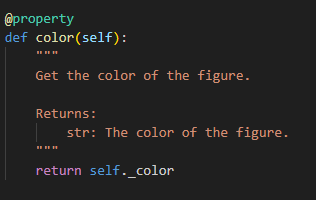 @property
def color(self):
    """
    Get the color of the figure.

    Returns:
        str: The color of the figure.
    """
    return self._color